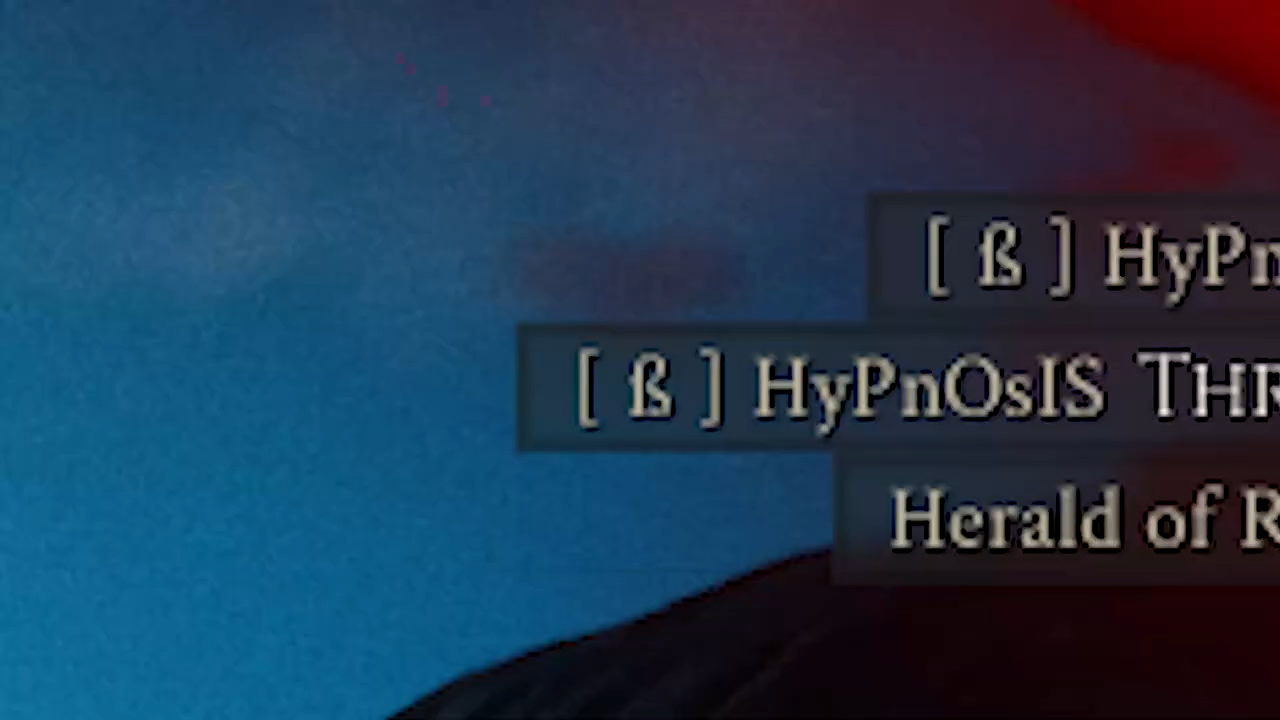 [ ß ] HyPn
[ ß ] HyPnOsIS THR
Herald of R